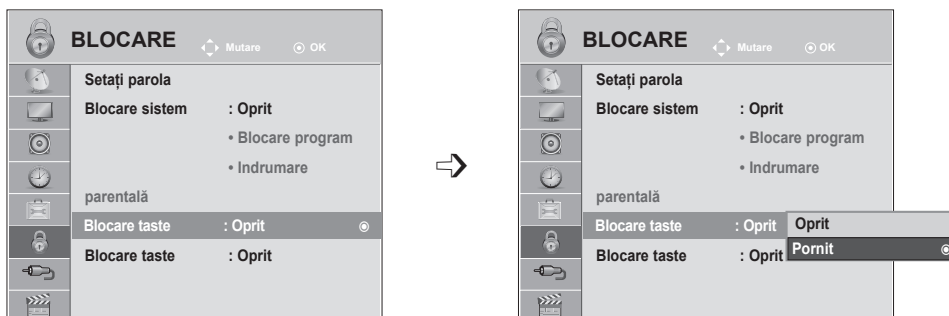 BLOCARE Mutare OK
Setați parola
Blocare sistem : Oprit
• Blocare program
• Indrumare
parentală
Blocare taste : Oprit
Blocare taste : Oprit
BLOCARE Mutare OK
Setați parola
Blocare sistem : Oprit
• Blocare program
• Indrumare
parentală
Blocare taste : Oprit
Oprit
Pornit
Blocare taste : Oprit